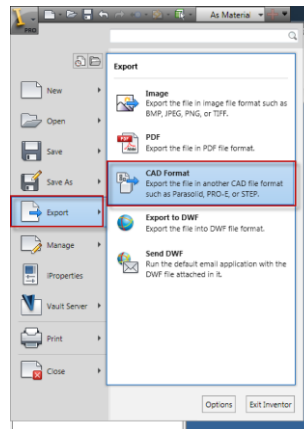 As Material
PRO
Export
New
Open
Save
Save As
Export
Manage
iProperties
Vault Server
Print
Close
Image
Export the file in image file format such as
BMP, JPEG, PNG, or TIFF.
PDF
Export the file in PDF file format.
CAD Format
Export the file in another CAD file format
such as Parasolid, PRO-E, or STEP.
Export to DWF
Export the file into DWF file format.
Send DWF
Run the default email application with the
DWF file attached in it.
Options
Exit Inventor